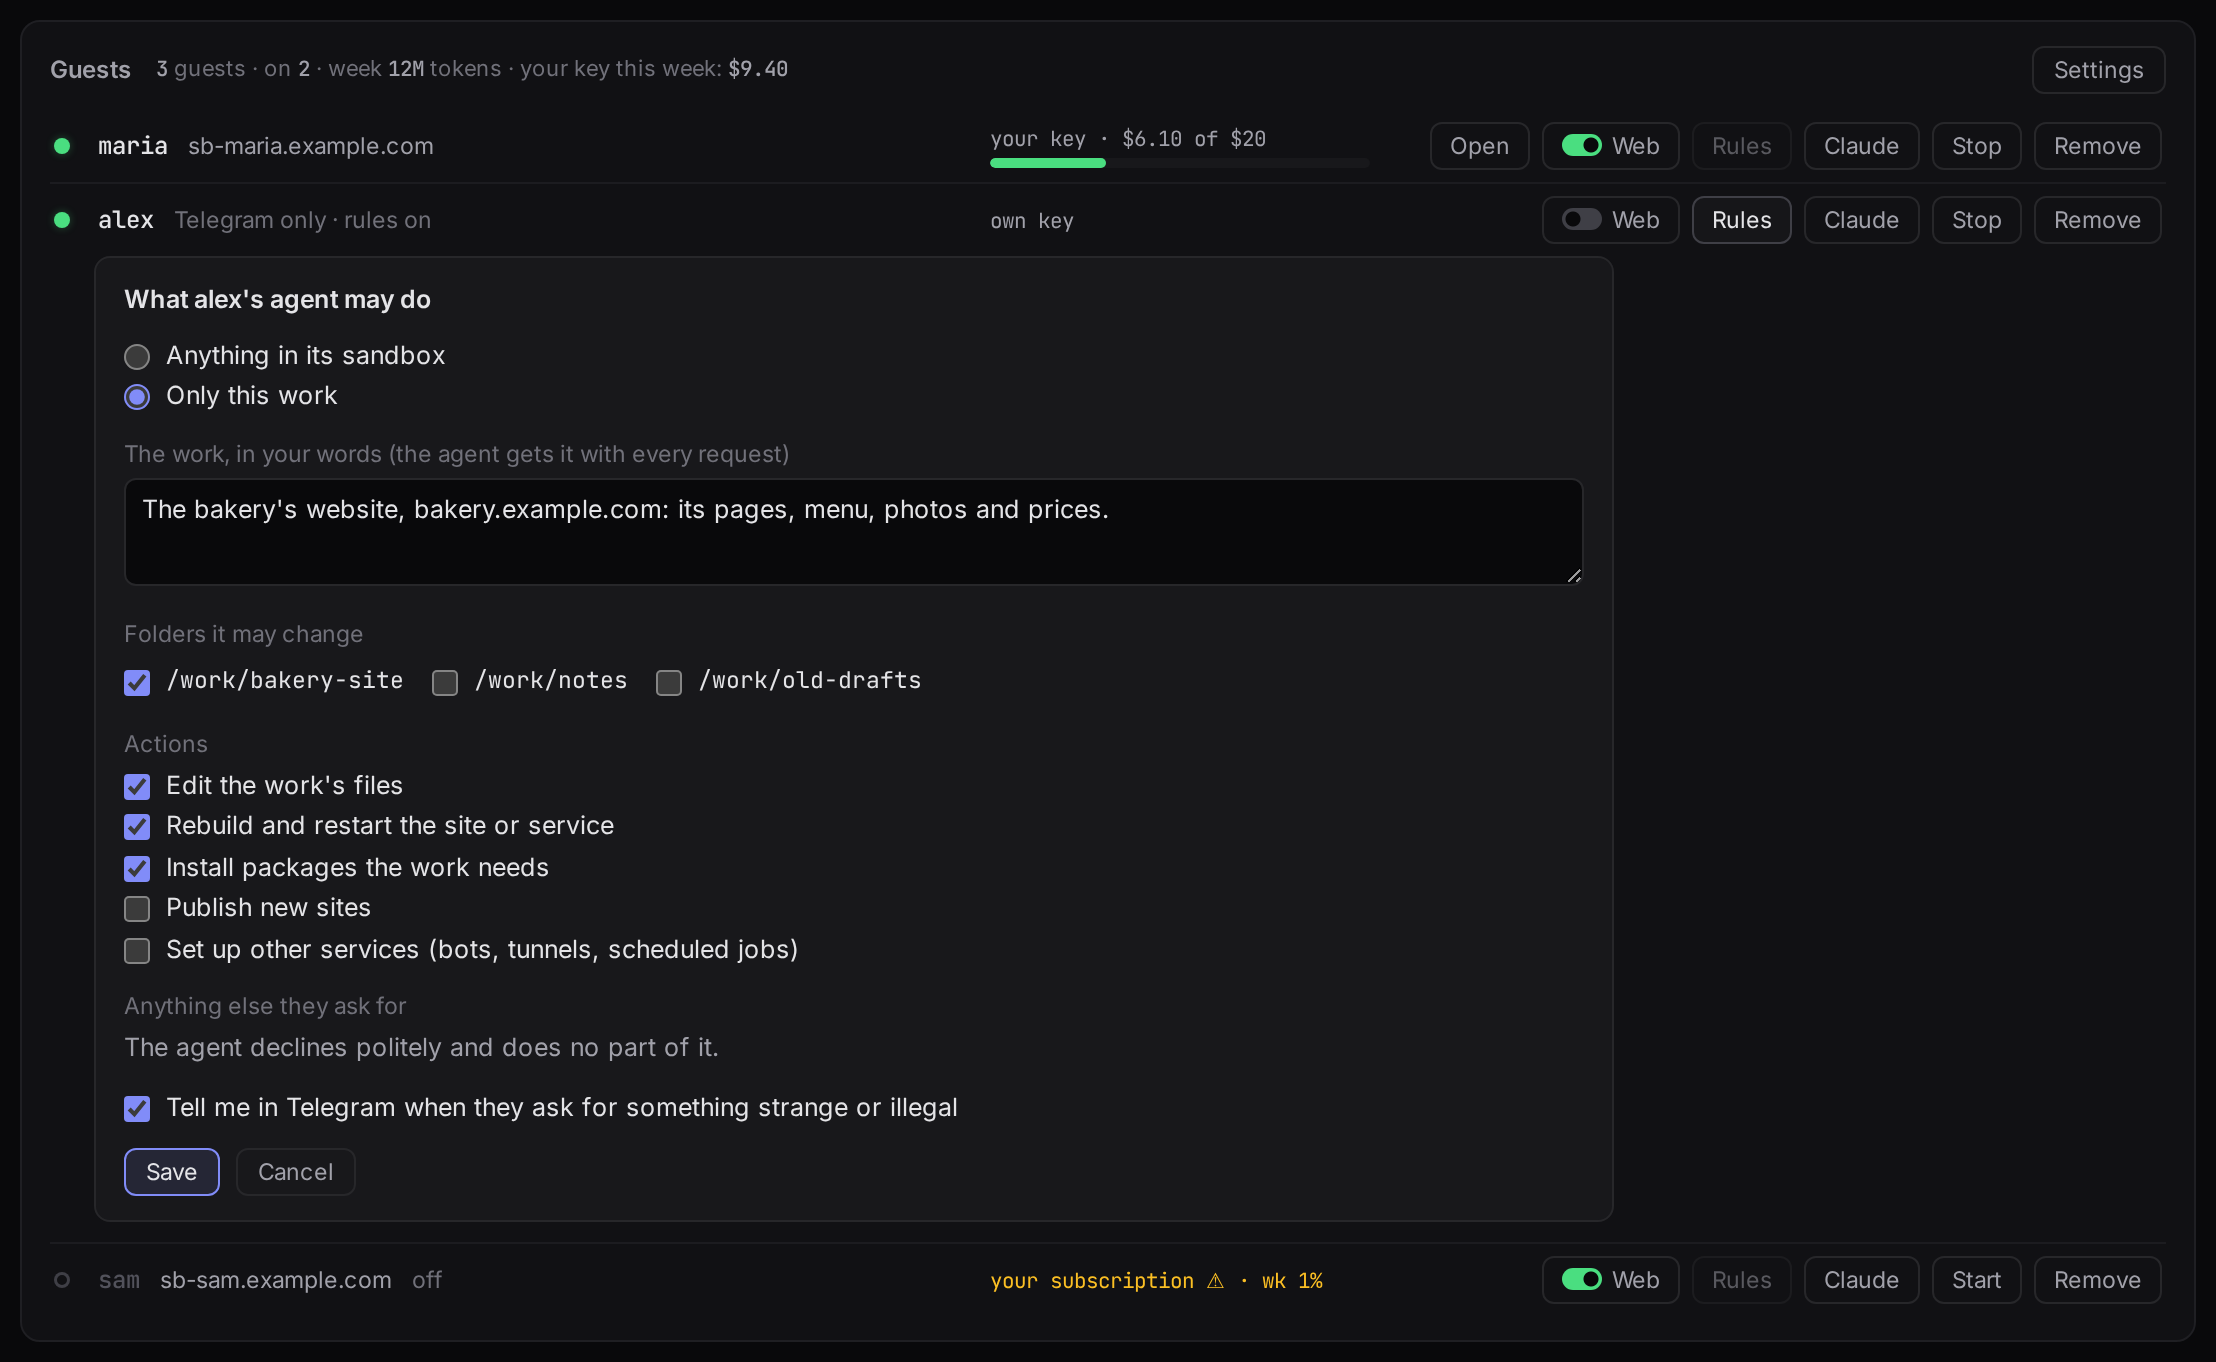 Guests 3 guests · on 2 · week 12M tokens · your key this week: $9.40 Settings
maria sb-maria.example.com your key · $6.10 of $20 Open Web Rules Claude Stop Remove
alex Telegram only · rules on own key Web Rules Claude Stop Remove
What alex's agent may do
Anything in its sandbox
Only this work
The work, in your words (the agent gets it with every request)
The bakery's website, bakery.example.com: its pages, menu, photos and prices.
Folders it may change
/work/bakery-site /work/notes /work/old-drafts
Actions
Edit the work's files
Rebuild and restart the site or service
Install packages the work needs
Publish new sites
Set up other services (bots, tunnels, scheduled jobs)
Anything else they ask for
The agent declines politely and does no part of it.
Tell me in Telegram when they ask for something strange or illegal
Save Cancel
sam sb-sam.example.com off your subscription ⚠ · wk 1% Web Rules Claude Start Remove